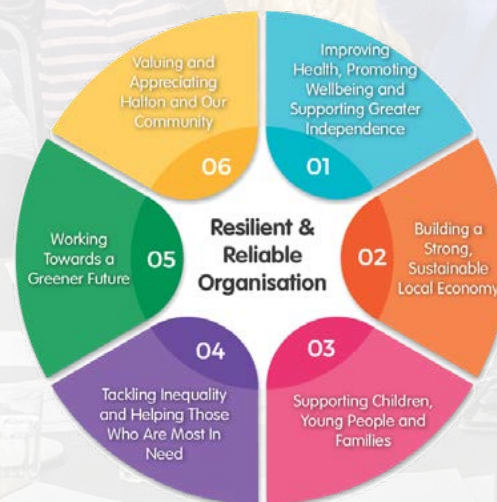 Improving
Health, Promoting
Wellbeing and
Supporting Greater
Independence
01
Building a
Strong,
Sustainable
Local Economy
02
03
Supporting Children,
Young People and
Families
04
Tackling Inequality
and Helping Those
Who Are Most In
Need
Working
Towards a
Greener Future
05
Valuing and
Appreciating
Halton and Our
Community
06
Resilient &
Reliable
Organisation